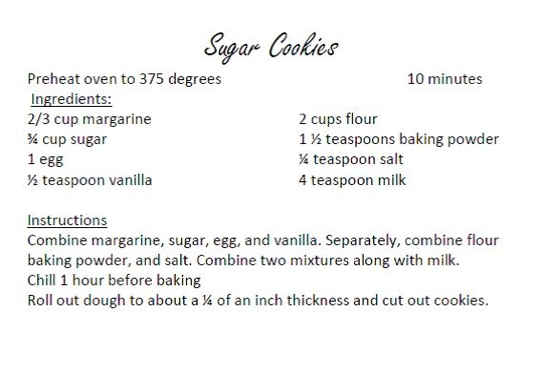 Sugar Cookies
Preheat oven to 375 degrees 10 minutes
Ingredients:
2/3 cup margarine 2 cups flour
¾ cup sugar 1 ½ teaspoons baking powder
1 egg ¼ teaspoon salt
½ teaspoon vanilla 4 teaspoon milk
Instructions
Combine margarine, sugar, egg, and vanilla. Separately, combine flour
baking powder, and salt. Combine two mixtures along with milk.
Chill 1 hour before baking
Roll out dough to about a ¼ of an inch thickness and cut out cookies.